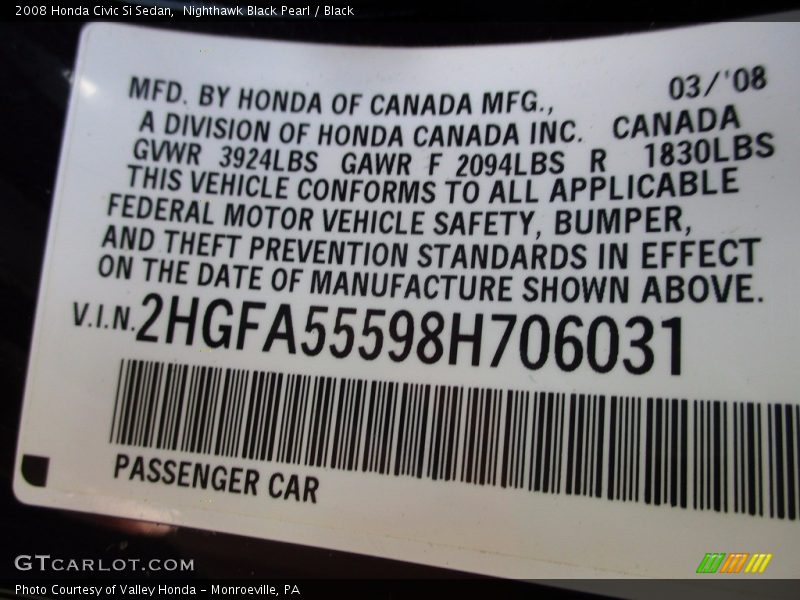 2008 Honda Civic Si Sedan, Nighthawk Black Pearl / Black
03/'08
MFD. BY HONDA OF CANADA MFG.,
A DIVISION OF HONDA CANADA INC. CANADA
GVWR 3924LBS GAWR F 2094LBS R 1830LBS
THIS VEHICLE CONFORMS TO ALL APPLICABLE
FEDERAL MOTOR VEHICLE SAFETY, BUMPER,
AND THEFT PREVENTION STANDARDS IN EFFECT
ON THE DATE OF MANUFACTURE SHOWN ABOVE.
V.I.N. 2HGFA55598H706031
PASSENGER CAR
GTCARLOT.COM
Photo Courtesy of Valley Honda - Monroeville, PA